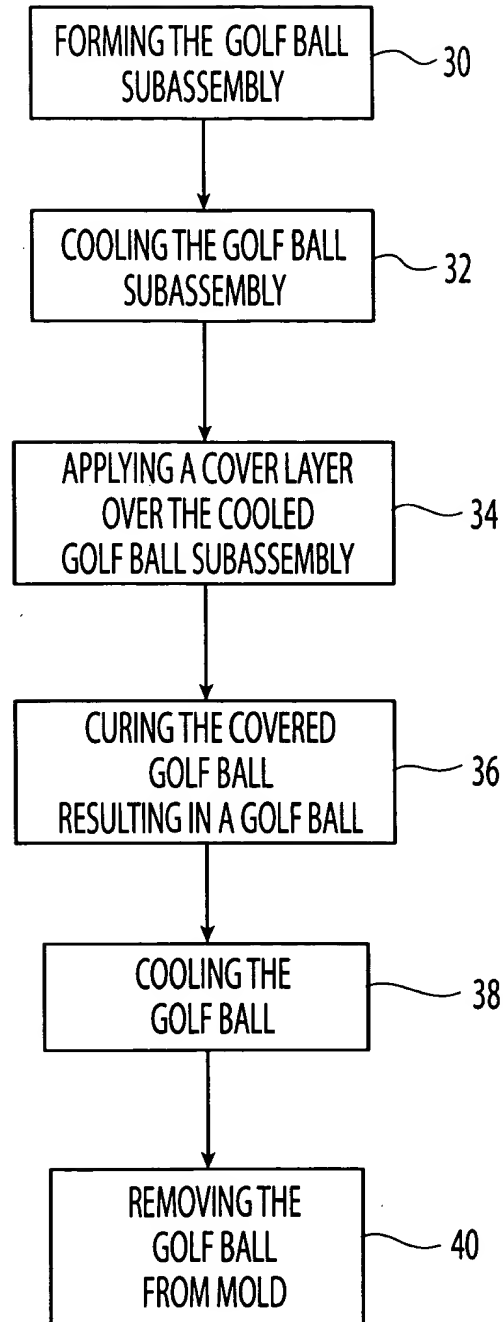 FORMING THE GOLF BALL
SUBASSEMBLY
30
COOLING THE GOLF BALL
SUBASSEMBLY
32
APPLYING A COVER LAYER
OVER THE COOLED
GOLF BALL SUBASSEMBLY
34
CURING THE COVERED
GOLF BALL
RESULTING IN A GOLF BALL
36
COOLING THE
GOLF BALL
38
REMOVING THE
GOLF BALL
FROM MOLD
40